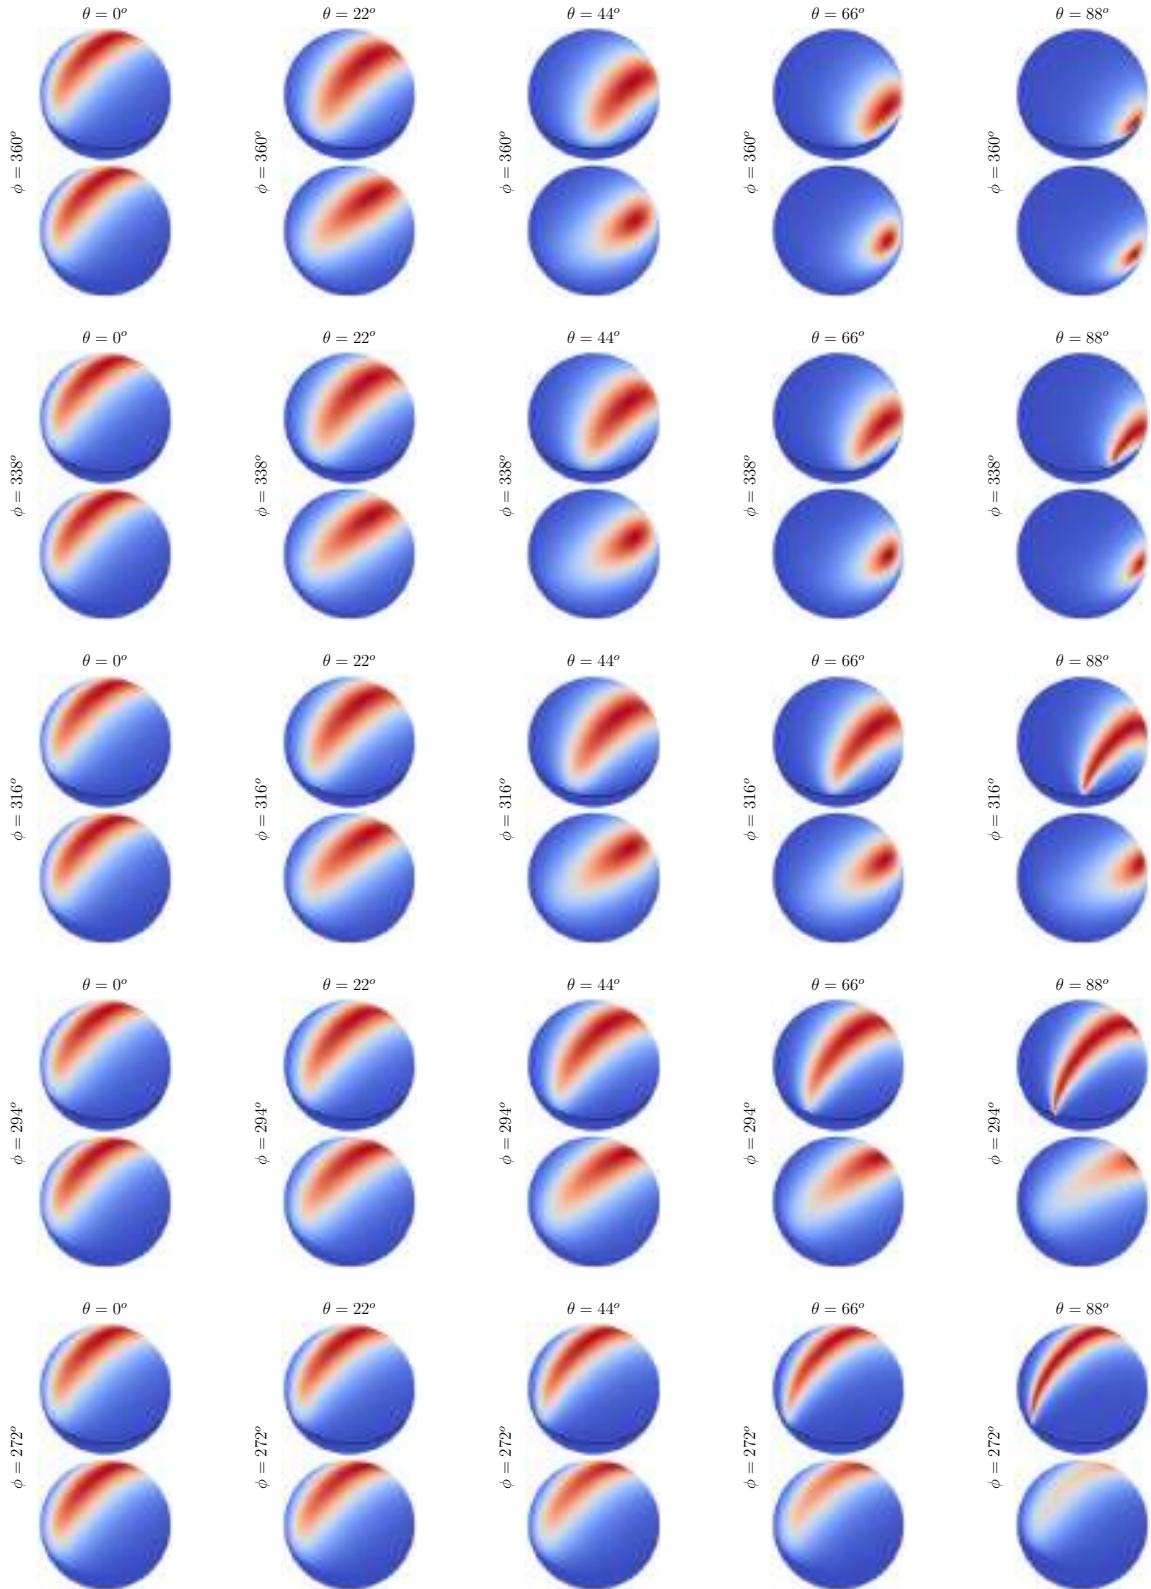 θ = 0° θ = 22° θ = 44° θ = 66° θ = 88°
ϕ = 360° ϕ = 360° ϕ = 360° ϕ = 360° ϕ = 360°
θ = 0° θ = 22° θ = 44° θ = 66° θ = 88°
ϕ = 338° ϕ = 338° ϕ = 338° ϕ = 338° ϕ = 338°
θ = 0° θ = 22° θ = 44° θ = 66° θ = 88°
ϕ = 316° ϕ = 316° ϕ = 316° ϕ = 316° ϕ = 316°
θ = 0° θ = 22° θ = 44° θ = 66° θ = 88°
ϕ = 294° ϕ = 294° ϕ = 294° ϕ = 294° ϕ = 294°
θ = 0° θ = 22° θ = 44° θ = 66° θ = 88°
ϕ = 272° ϕ = 272° ϕ = 272° ϕ = 272° ϕ = 272°